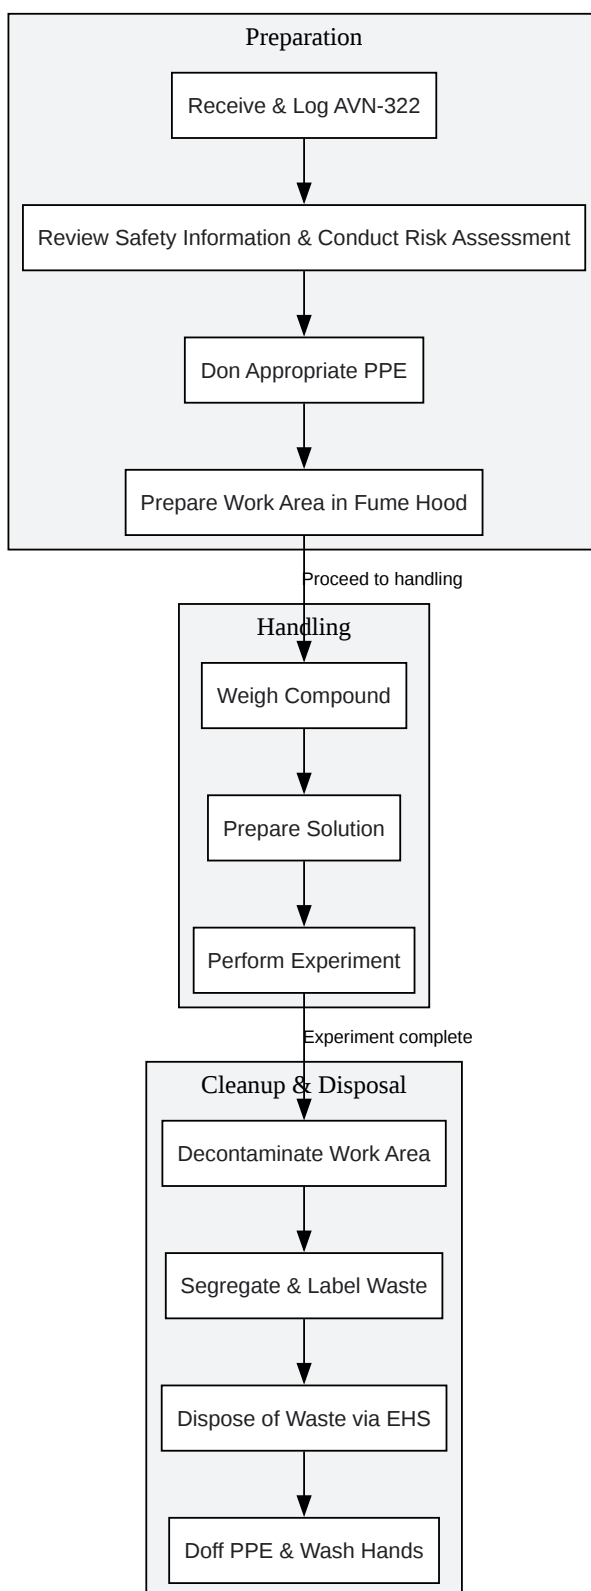 Preparation
Receive & Log AVN-322
Review Safety Information & Conduct Risk Assessment
Don Appropriate PPE
Prepare Work Area in Fume Hood
Proceed to handling
Handling
Weigh Compound
Prepare Solution
Perform Experiment
Experiment complete
Cleanup & Disposal
Decontaminate Work Area
Segregate & Label Waste
Dispose of Waste via EHS
Doff PPE & Wash Hands